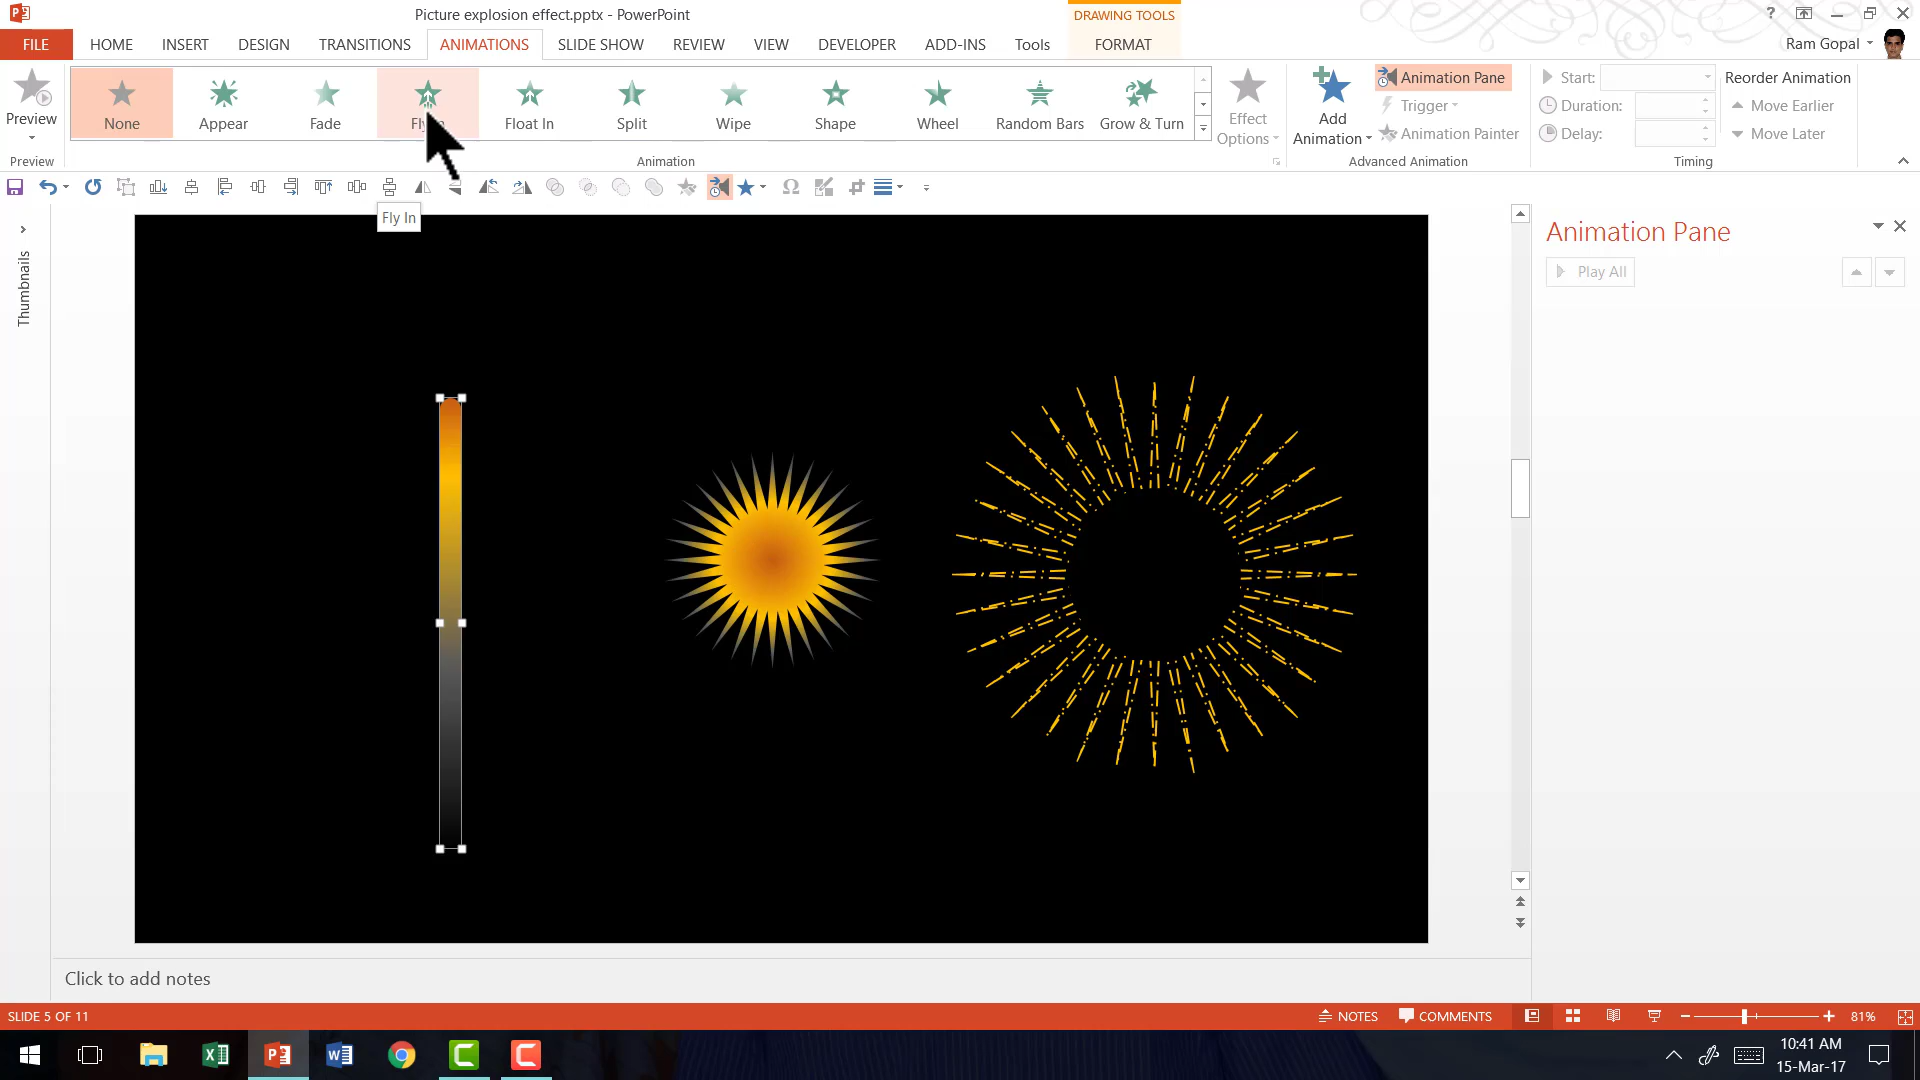 Picture explosion effect.pptx - PowerPoint
DRAWING TOOLS
?
FILE HOME INSERT DESIGN TRANSITIONS ANIMATIONS SLIDE SHOW REVIEW VIEW DEVELOPER ADD-INS Tools FORMAT
Ram Gopal
Preview
None
Appear
Fade
Float In
Split
Wipe
Shape
Wheel
Random Bars
Grow & Turn
Effect
Options
Add
Animation
Animation Pane
Trigger
Animation Painter
Start:
Duration:
Delay:
Reorder Animation
Move Earlier
Move Later
Preview
Animation
Advanced Animation
Timing
Fly In
Thumbnails
Animation Pane
Play All
Click to add notes
SLIDE 5 OF 11
NOTES
COMMENTS
81%
10:41 AM
15-Mar-17